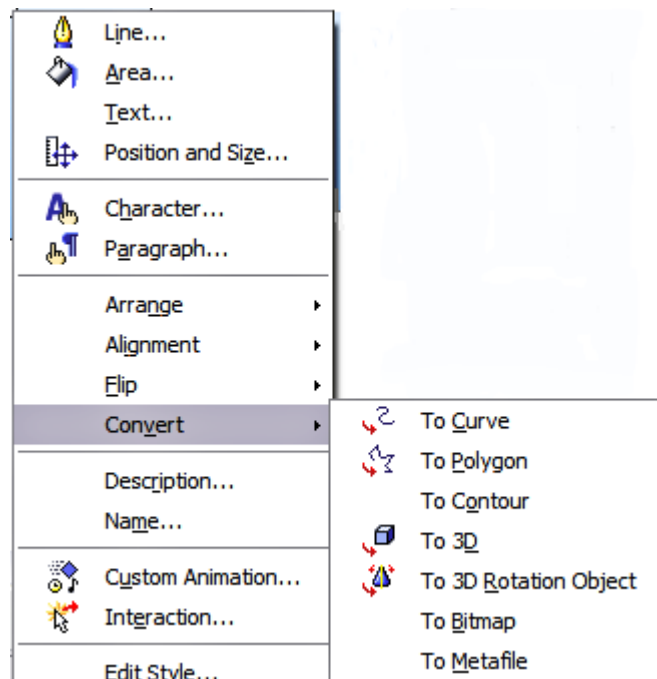 Line...
Area...
Text...
Position and Size...
Character...
Paragraph...
Arrange
Alignment
Flip
Convert
Description...
Name...
Custom Animation...
Interaction...
Edit Style...
To Curve
To Polygon
To Contour
To 3D
To 3D Rotation Object
To Bitmap
To Metafile